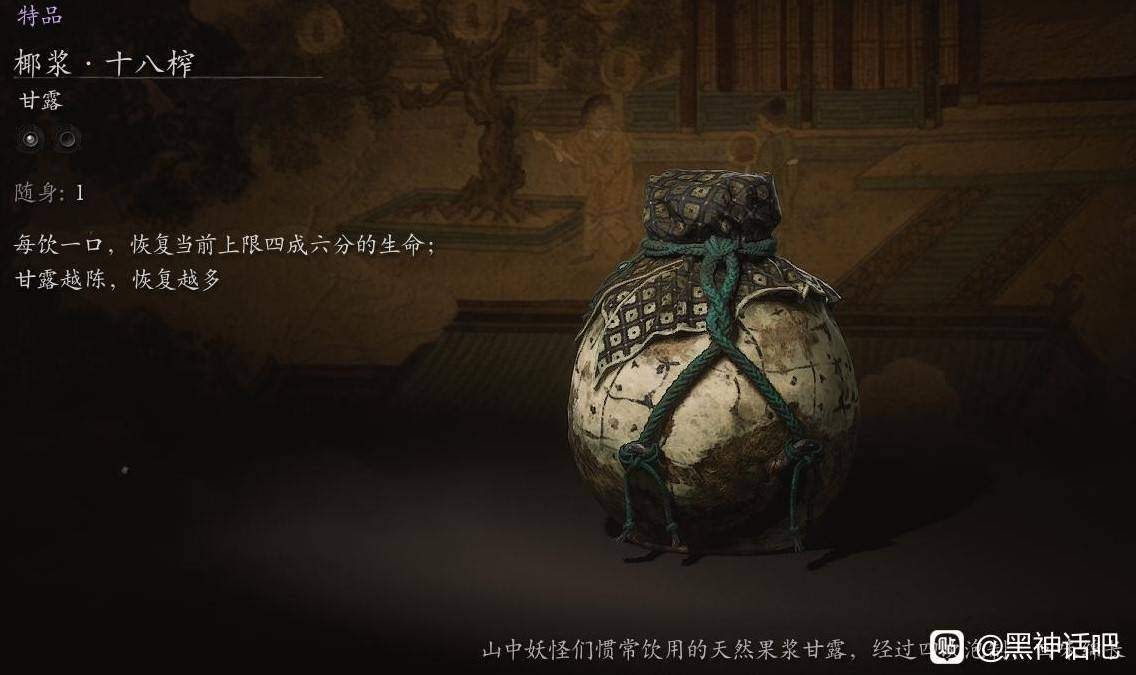 特品
椰浆·十八榨
甘露
随身: 1
每饮一口，恢复当前上限四成六分的生命；
甘露越陈，恢复越多
山中妖怪们惯常饮用的天然果浆甘露，经过四
贴 @黑神话吧